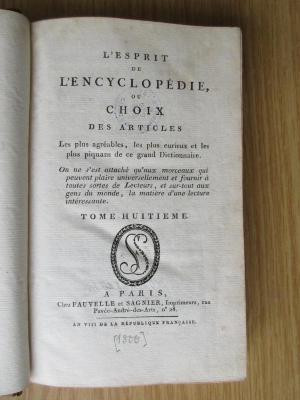 L'ESPRIT
DE
L'ENCYCLOPÉDIE,
OU
CHOIX
DES ARTICLES
Les plus agréables, les plus curieux et les
plus piquans de ce grand Dictionnaire.
On ne s'est attaché qu'aux morceaux qui
peuvent plaire universellement et fournir à
toutes sortes de Lecteurs, et sur-tout aux
gens du monde, la matière d'une lecture
intéressante.
TOME HUITIEME.
A PARIS,
Chez FAUVELLE et SAGNIER, Imprimeurs, rue
Pavée-André-des-Arts, n° 28.
AN VIII DE LA RÉPUBLIQUE FRANÇAISE.
[1800]